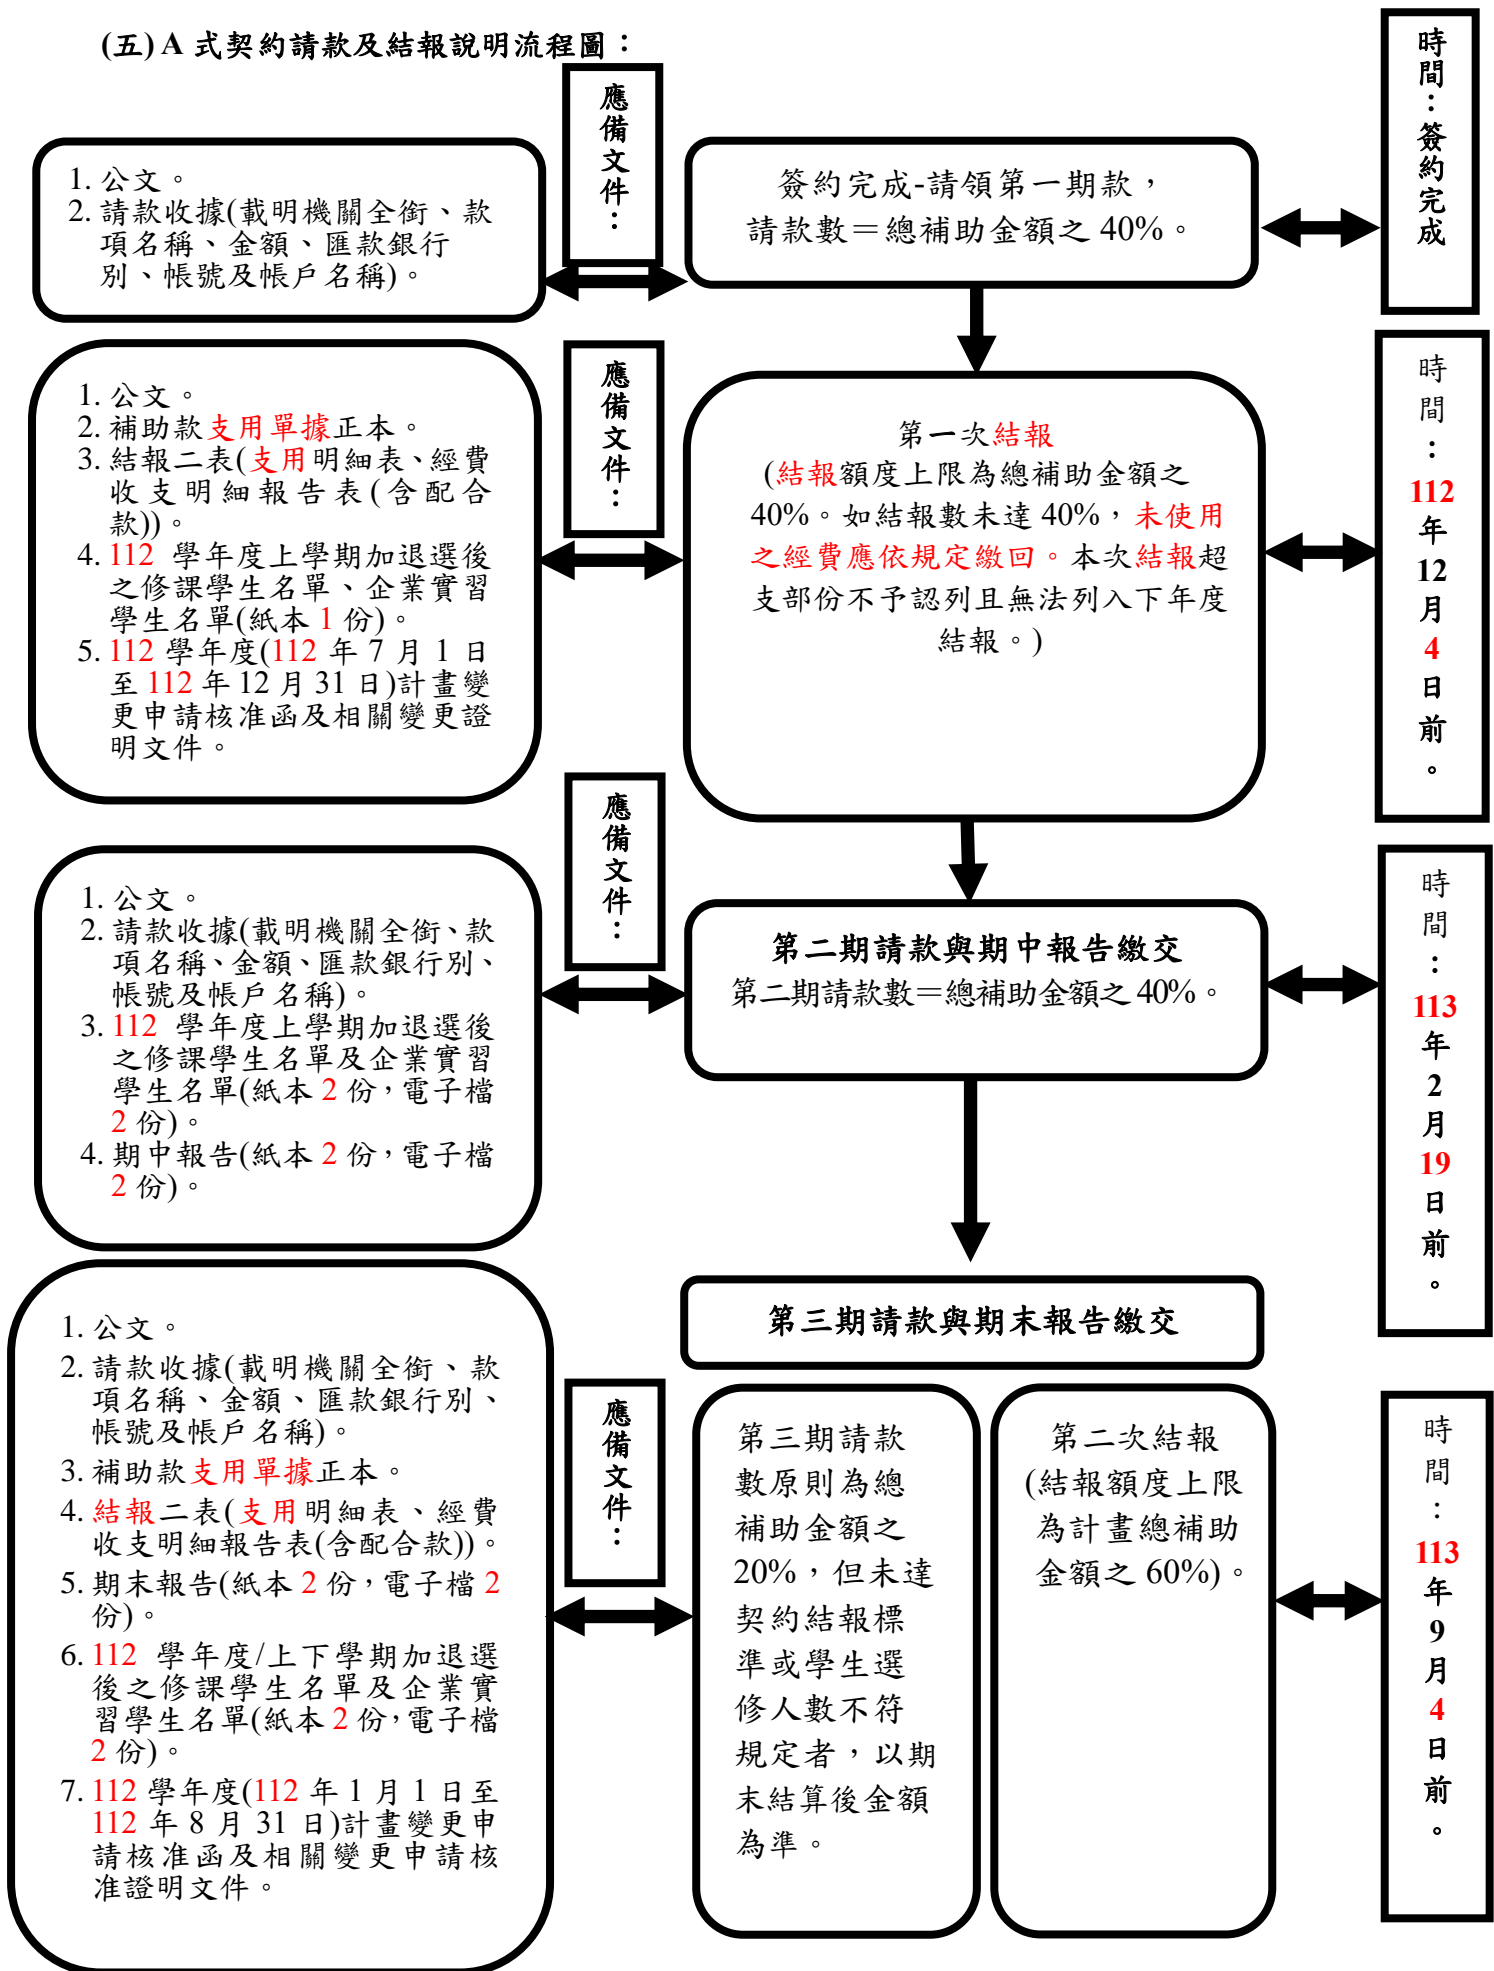 (五) A 式契約請款及結報說明流程圖：
應備文件：
時間：簽約完成
1. 公文。
2. 請款收據(載明機關全銜、款
項名稱、金額、匯款銀行
別、帳號及帳戶名稱)。
簽約完成-請領第一期款，
請款數＝總補助金額之 40%。
應備文件：
1. 公文。
2. 補助款支用單據正本。
3. 結報二表(支用明細表、經費
收支明細報告表(含配合
款))。
4. 112 學年度上學期加退選後
之修課學生名單、企業實習
學生名單(紙本 1 份)。
5. 112 學年度(112 年 7 月 1 日
至 112 年 12 月 31 日)計畫變
更申請核准函及相關變更證
明文件。
第一次結報
(結報額度上限為總補助金額之
40%。如結報數未達 40%，未使用
之經費應依規定繳回。本次結報超
支部份不予認列且無法列入下年度
結報。)
時
間
：
112
年
12
月
4
日
前
。
應備文件：
1. 公文。
2. 請款收據(載明機關全銜、款
項名稱、金額、匯款銀行別、
帳號及帳戶名稱)。
3. 112 學年度上學期加退選後
之修課學生名單及企業實習
學生名單(紙本 2 份，電子檔
2 份)。
4. 期中報告(紙本 2 份，電子檔
2 份)。
第二期請款與期中報告繳交
第二期請款數＝總補助金額之 40%。
時
間
：
113
年
2
月
19
日
前
。
第三期請款與期末報告繳交
應備文件：
1. 公文。
2. 請款收據(載明機關全銜、款
項名稱、金額、匯款銀行別、
帳號及帳戶名稱)。
3. 補助款支用單據正本。
4. 結報二表(支用明細表、經費
收支明細報告表(含配合款))。
5. 期末報告(紙本 2 份，電子檔 2
份)。
6. 112 學年度/上下學期加退選
後之修課學生名單及企業實
習學生名單(紙本 2 份，電子檔
2 份)。
7. 112 學年度(112 年 1 月 1 日至
112 年 8 月 31 日)計畫變更申
請核准函及相關變更申請核
准證明文件。
第三期請款
數原則為總
補助金額之
20%，但未達
契約結報標
準或學生選
修人數不符
規定者，以期
末結算後金額
為準。
第二次結報
(結報額度上限
為計畫總補助
金額之 60%)。
時
間
：
113
年
9
月
4
日
前
。